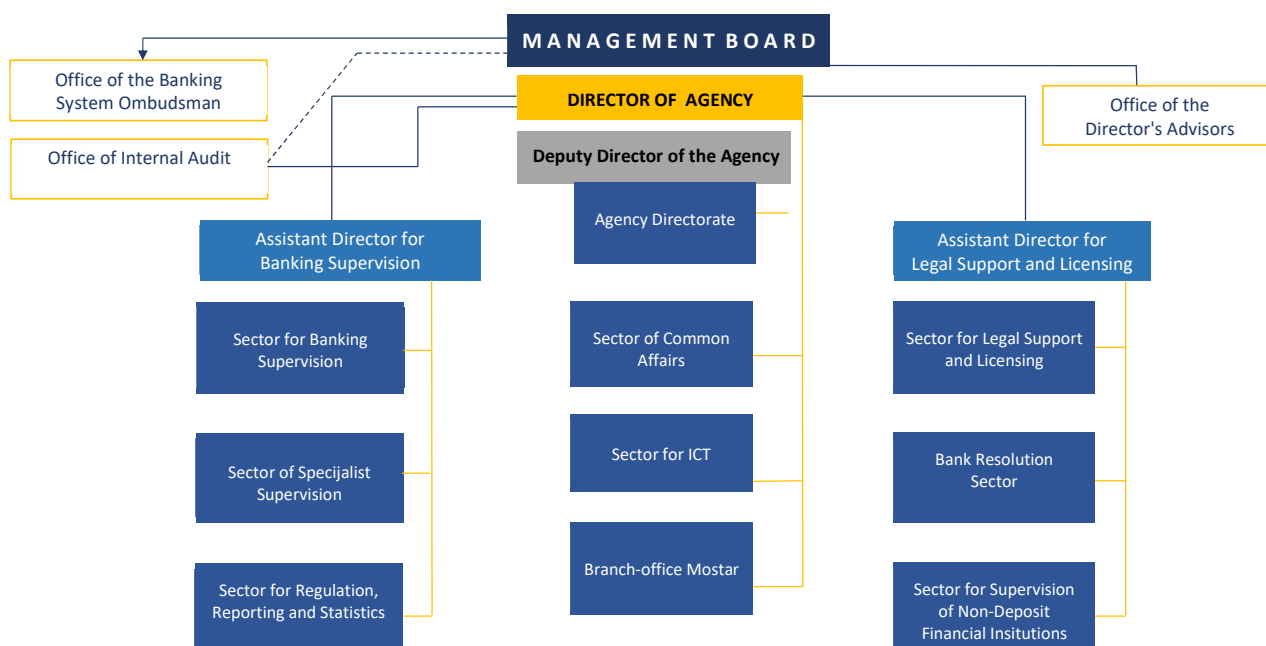 MANAGEMENT BOARD
Office of the Banking
System Ombudsman
DIRECTOR OF AGENCY
Office of the
Director's Advisors
Office of Internal Audit
Deputy Director of the Agency
Agency Directorate
Assistant Director for
Banking Supervision
Assistant Director for
Legal Support and Licensing
Sector for Banking
Supervision
Sector of Common
Affairs
Sector for Legal Support
and Licensing
Sector of Specijalist
Supervision
Sector for ICT
Bank Resolution
Sector
Branch-office Mostar
Sector for Regulation,
Reporting and Statistics
Sector for Supervision
of Non-Deposit
Financial Insitutions